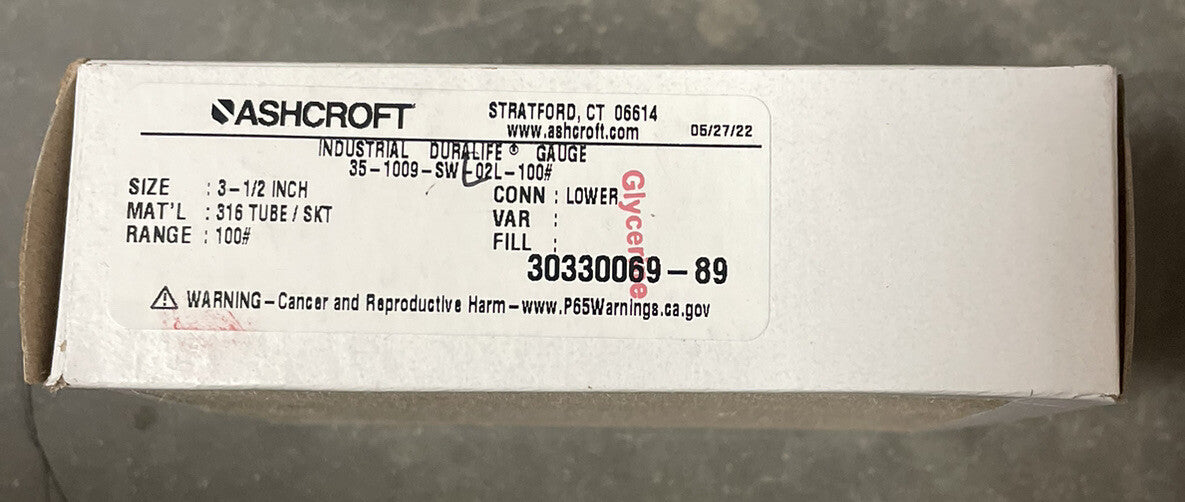 ASHCROFT
STRATFORD, CT 06614
www.ashcroft.com
05/27/22
INDUSTRIAL DURALIFE® GAUGE
35-1009-SWL-02L-100#
SIZE : 3-1/2 INCH
MAT'L : 316 TUBE / SKT
RANGE : 100#
CONN : LOWER
VAR :
FILL :
Glycerine
30330069-89
⚠ WARNING-Cancer and Reproductive Harm-www.P65Warnings.ca.gov